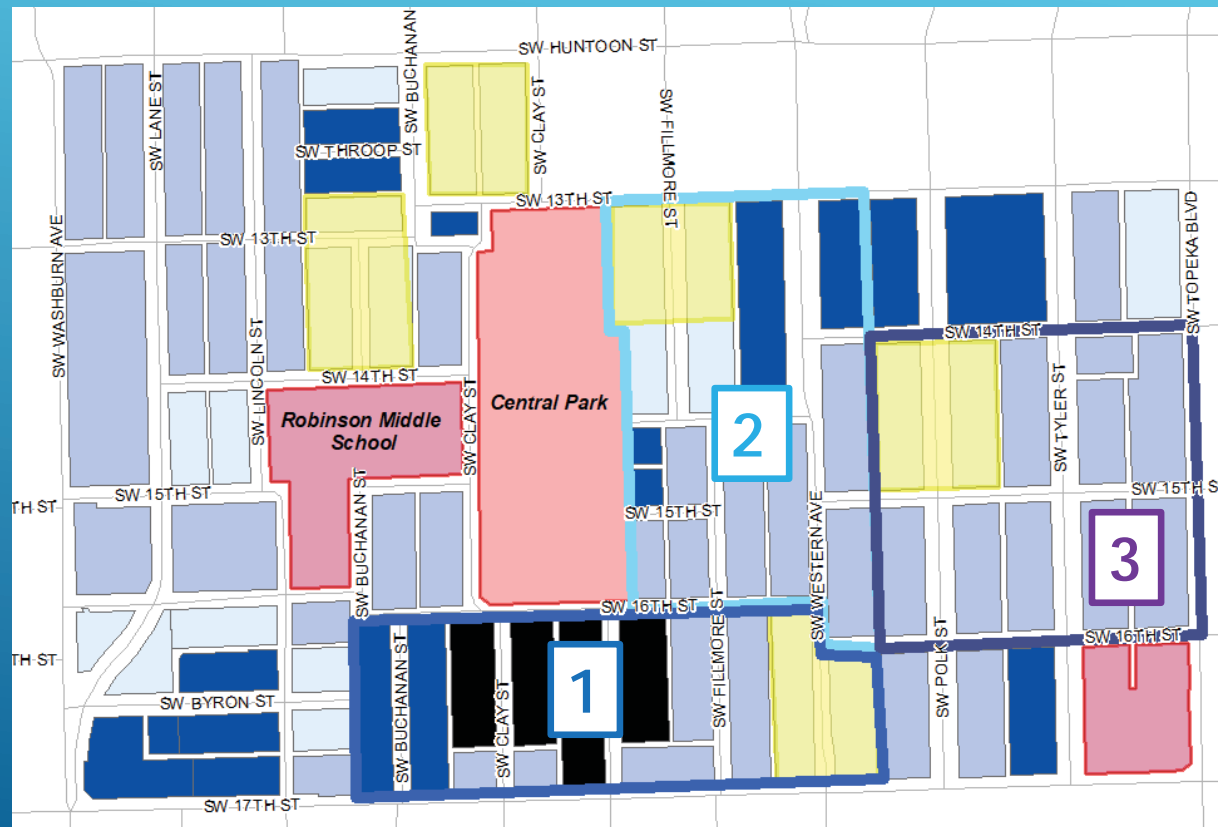 SW HUNTOON ST
SW BUCHANAN
SW CLAY ST
SW LANE ST
SW FILLMORE ST
SW THROOP ST
SW 13TH ST
SW 13TH ST
SW WASHBURN AVE
SW TOPEKA BLVD
SW LINCOLN ST
SW 14TH ST
SW 14TH ST
Central Park
Robinson Middle
School
SW CLAY ST
SW TYLER ST
2
SW 15TH ST
SW 15TH S
TH ST
SW 15TH ST
SW BUCHANAN ST
SW WESTERN AVE
3
SW 16TH ST
SW 16TH ST
TH ST
SW FILLMORE ST
SW POLK ST
1
SW BUCHANAN ST
SW CLAY ST
SW BYRON ST
SW 17TH ST